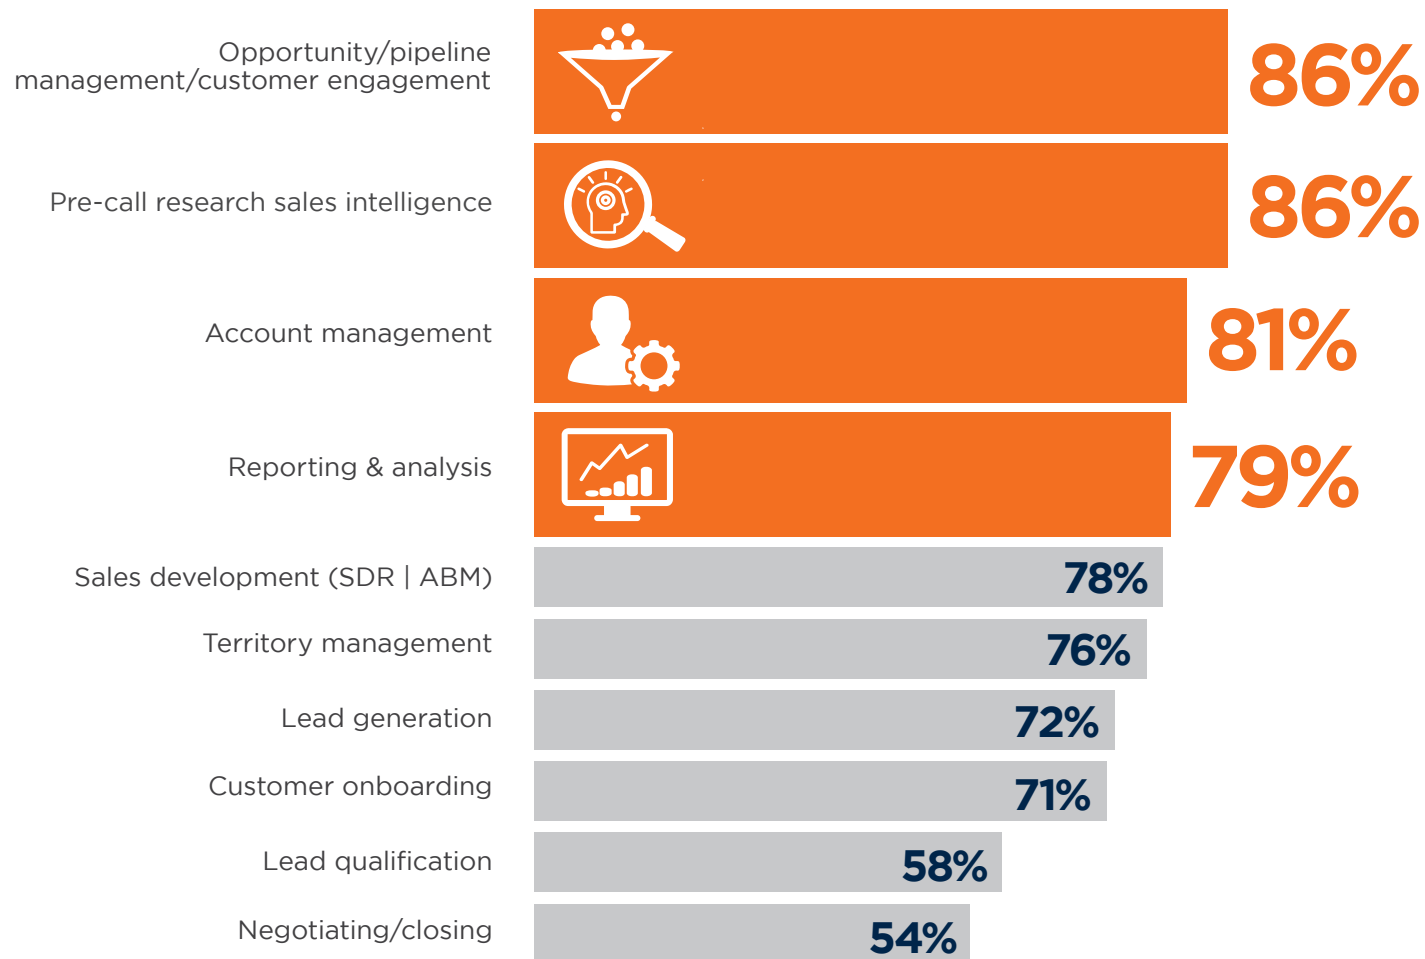 Opportunity/pipeline
management/customer engagement
86%
Pre-call research sales intelligence
86%
Account management
81%
Reporting & analysis
79%
Sales development (SDR | ABM)
78%
Territory management
76%
Lead generation
72%
Customer onboarding
71%
Lead qualification
58%
Negotiating/closing
54%